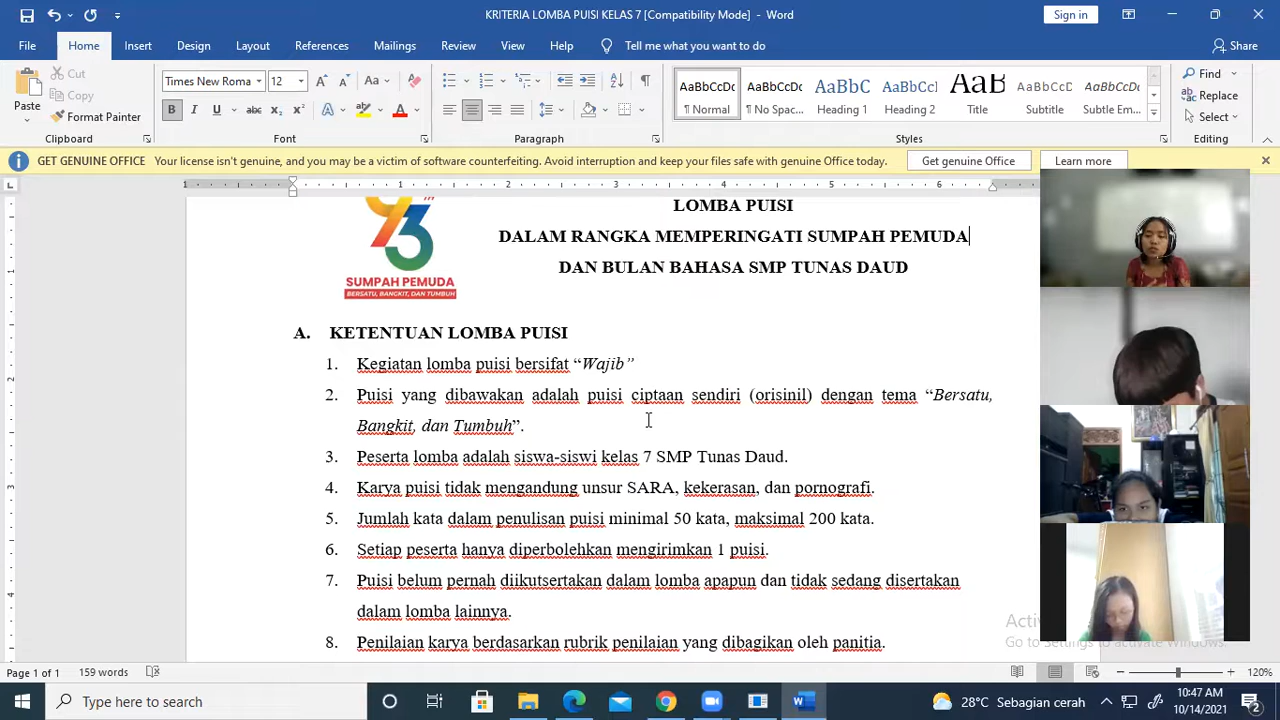 KRITERIA LOMBA PUISI KELAS 7 [Compatibility Mode] - Word
Sign in
File Home Insert Design Layout References Mailings Review View Help Tell me what you want to do Share
Cut
Copy
Paste
Format Painter
Clipboard
Times New Roma 12
Font
Paragraph
AaBbCcDc AaBbCcDc AaBbC AaBbCcI AaB AaBbCcD AaBbCcDc
¶ Normal ¶ No Spac... Heading 1 Heading 2 Title Subtitle Subtle Em...
Styles
Find
Replace
Select
Editing
GET GENUINE OFFICE Your license isn't genuine, and you may be a victim of software counterfeiting. Avoid interruption and keep your files safe with genuine Office today. Get genuine Office Learn more
SUMPAH PEMUDA
BERSATU, BANGKIT, DAN TUMBUH
LOMBA PUISI
DALAM RANGKA MEMPERINGATI SUMPAH PEMUDA
DAN BULAN BAHASA SMP TUNAS DAUD
A. KETENTUAN LOMBA PUISI
1. Kegiatan lomba puisi bersifat “Wajib”
2. Puisi yang dibawakan adalah puisi ciptaan sendiri (orisinil) dengan tema “Bersatu,
Bangkit, dan Tumbuh”.
3. Peserta lomba adalah siswa-siswi kelas 7 SMP Tunas Daud.
4. Karya puisi tidak mengandung unsur SARA, kekerasan, dan pornografi.
5. Jumlah kata dalam penulisan puisi minimal 50 kata, maksimal 200 kata.
6. Setiap peserta hanya diperbolehkan mengirimkan 1 puisi.
7. Puisi belum pernah diikutsertakan dalam lomba apapun dan tidak sedang disertakan
dalam lomba lainnya.
8. Penilaian karya berdasarkan rubrik penilaian yang dibagikan oleh panitia.
Go to Settings to activate Windows.
Page 1 of 1 159 words 120%
Type here to search
28°C Sebagian cerah
10:47 AM
10/14/2021